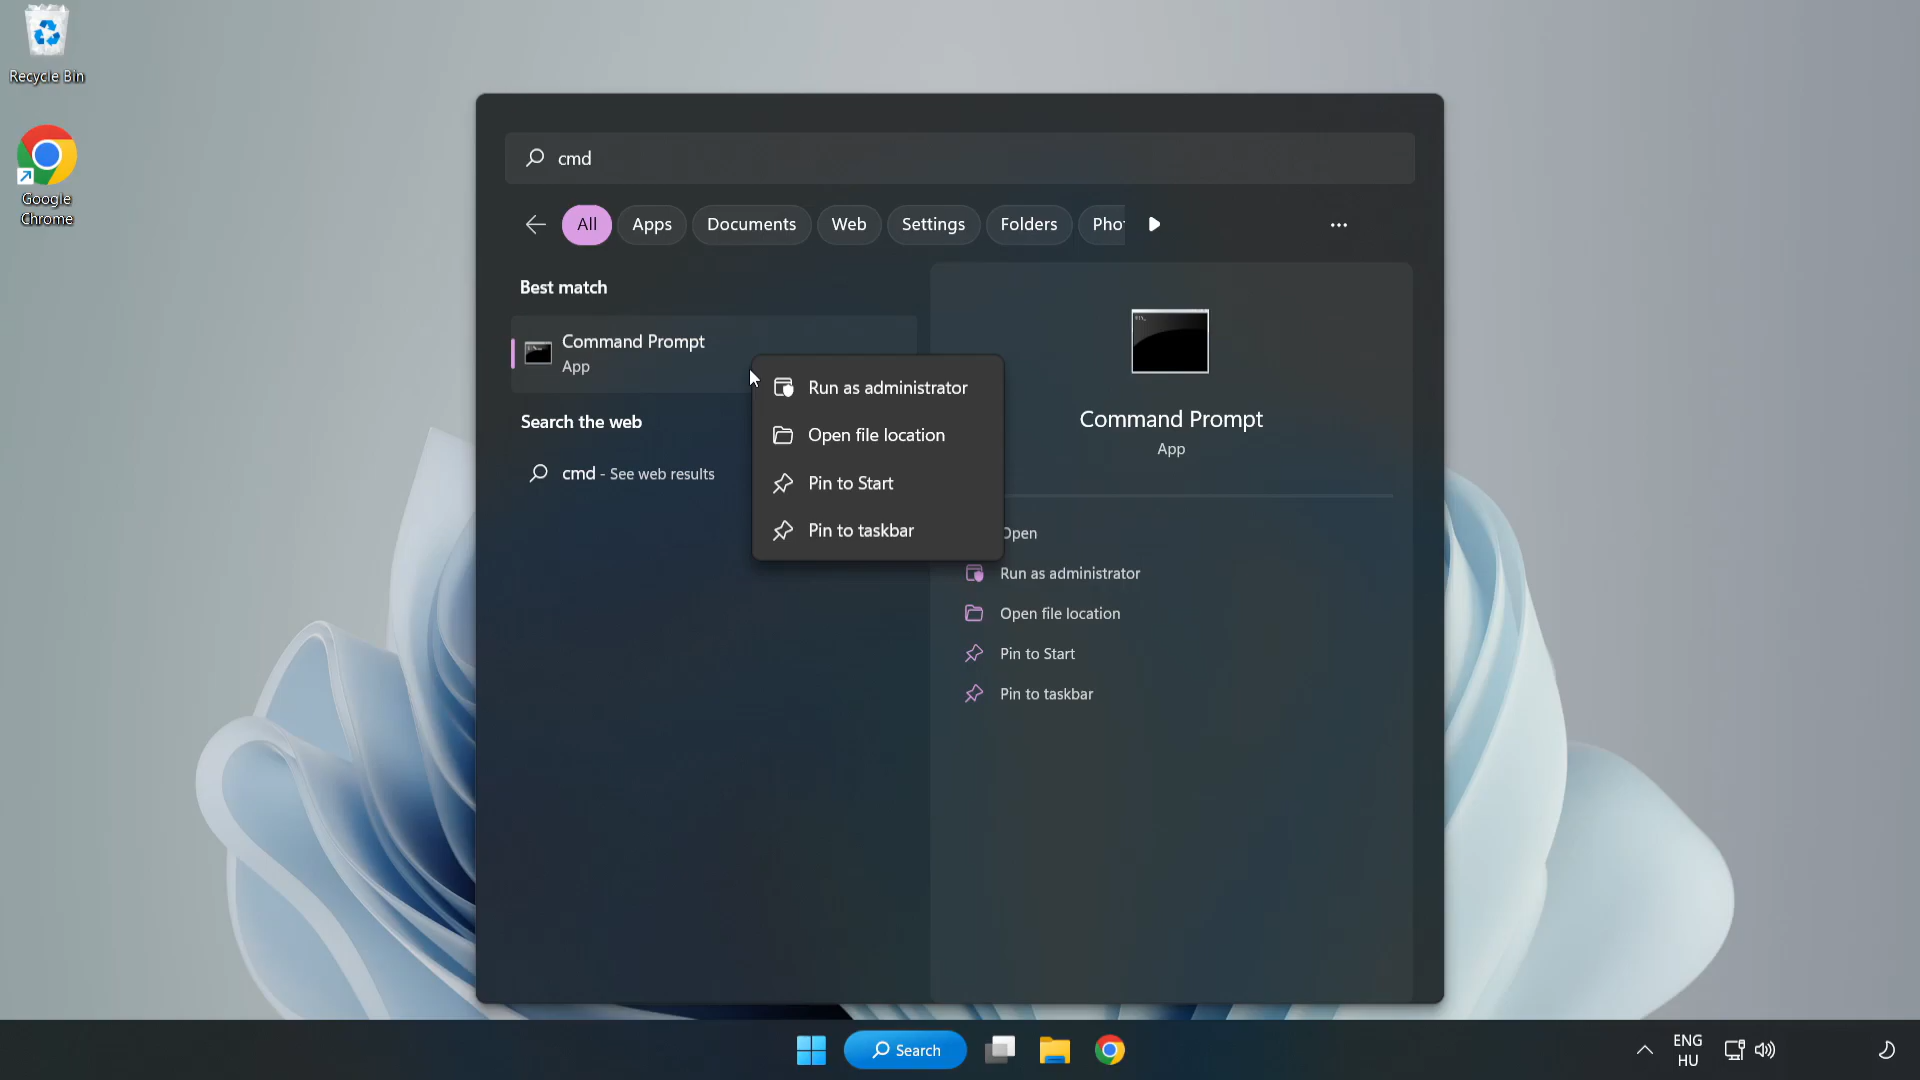 Recycle Bin
Google
Chrome
cmd
All
Apps
Documents
Web
Settings
Folders
Phot
Best match
Command Prompt
App
Search the web
cmd - See web results
Run as administrator
Open file location
Pin to Start
Pin to taskbar
Command Prompt
App
Open
Run as administrator
Open file location
Pin to Start
Pin to taskbar
Search
ENG
HU